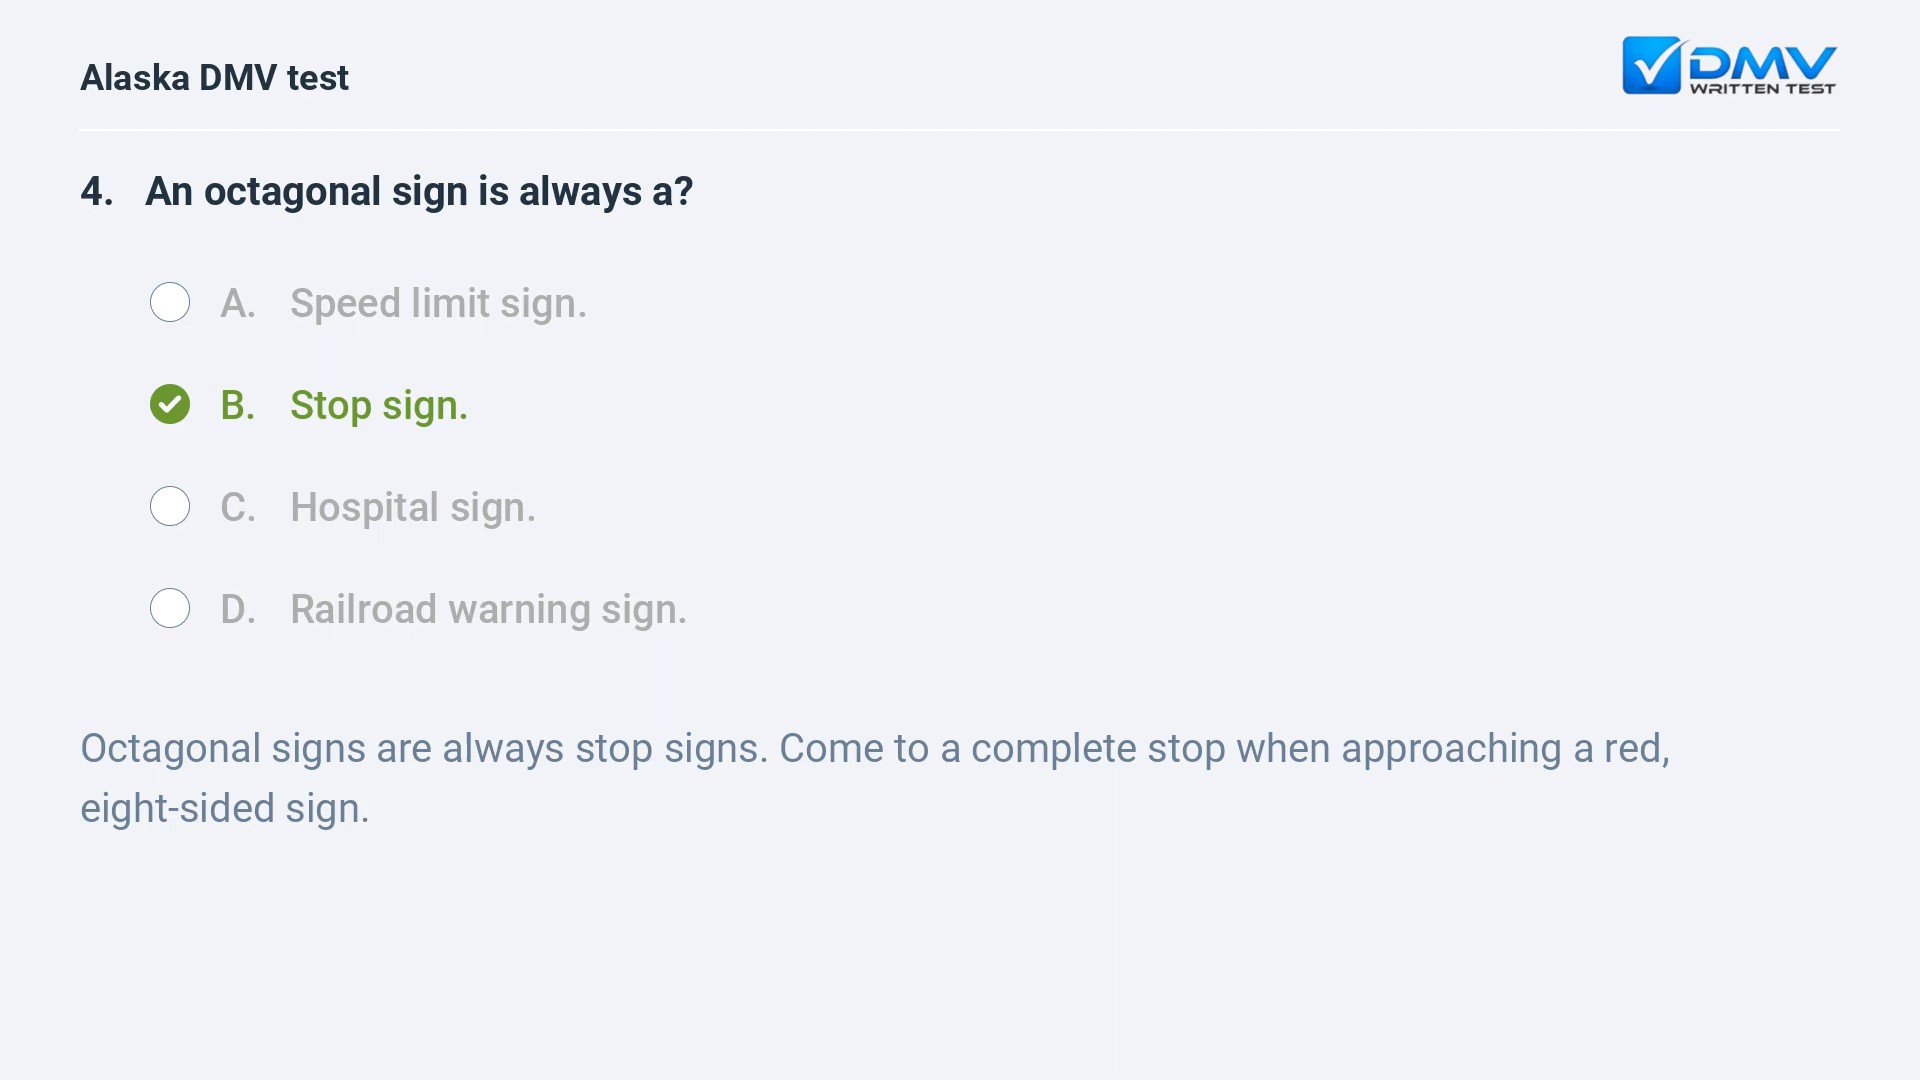 Alaska DMV test
DMV
WRITTEN TEST
4. An octagonal sign is always a?
A. Speed limit sign.
B. Stop sign.
C. Hospital sign.
D. Railroad warning sign.
Octagonal signs are always stop signs. Come to a complete stop when approaching a red,
eight-sided sign.